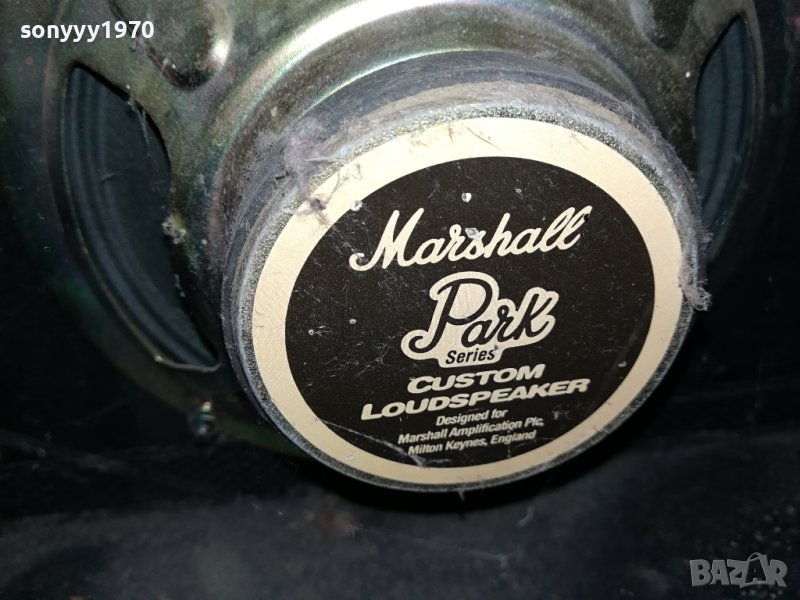 sonyyy1970
Marshall
Park
Series
CUSTOM
LOUDSPEAKER
Designed for
Marshall Amplification Plc,
Milton Keynes, England
BAZAR